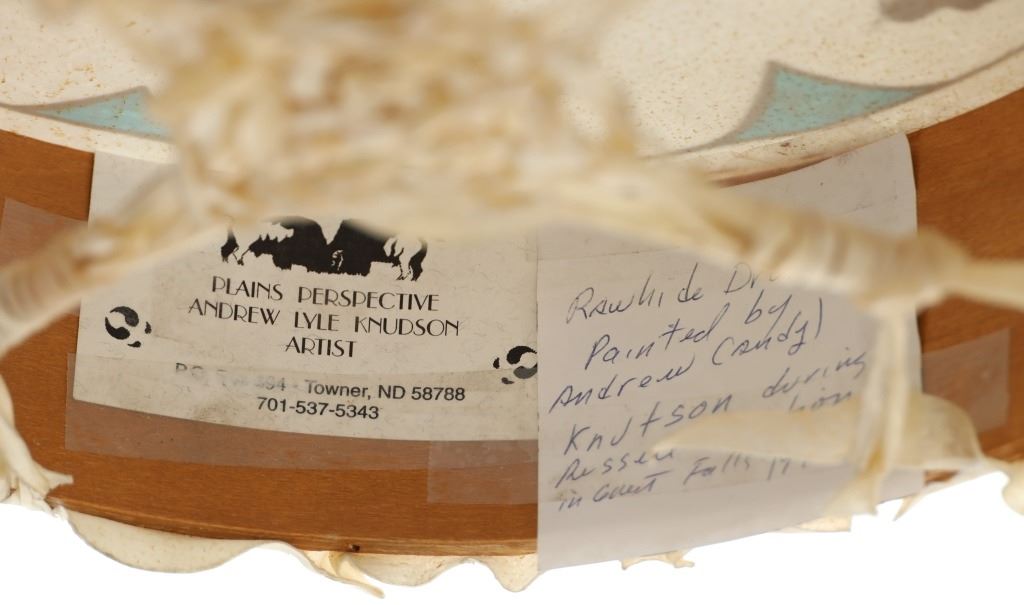 PLAINS PERSPECTIVE
ANDREW LYLE KNUDSON
ARTIST
P.O. 594 - Towner, ND 58788
701-537-5343
Rawhide
Painted by
Andrew (Andy)
Knutson during
in Great Falls